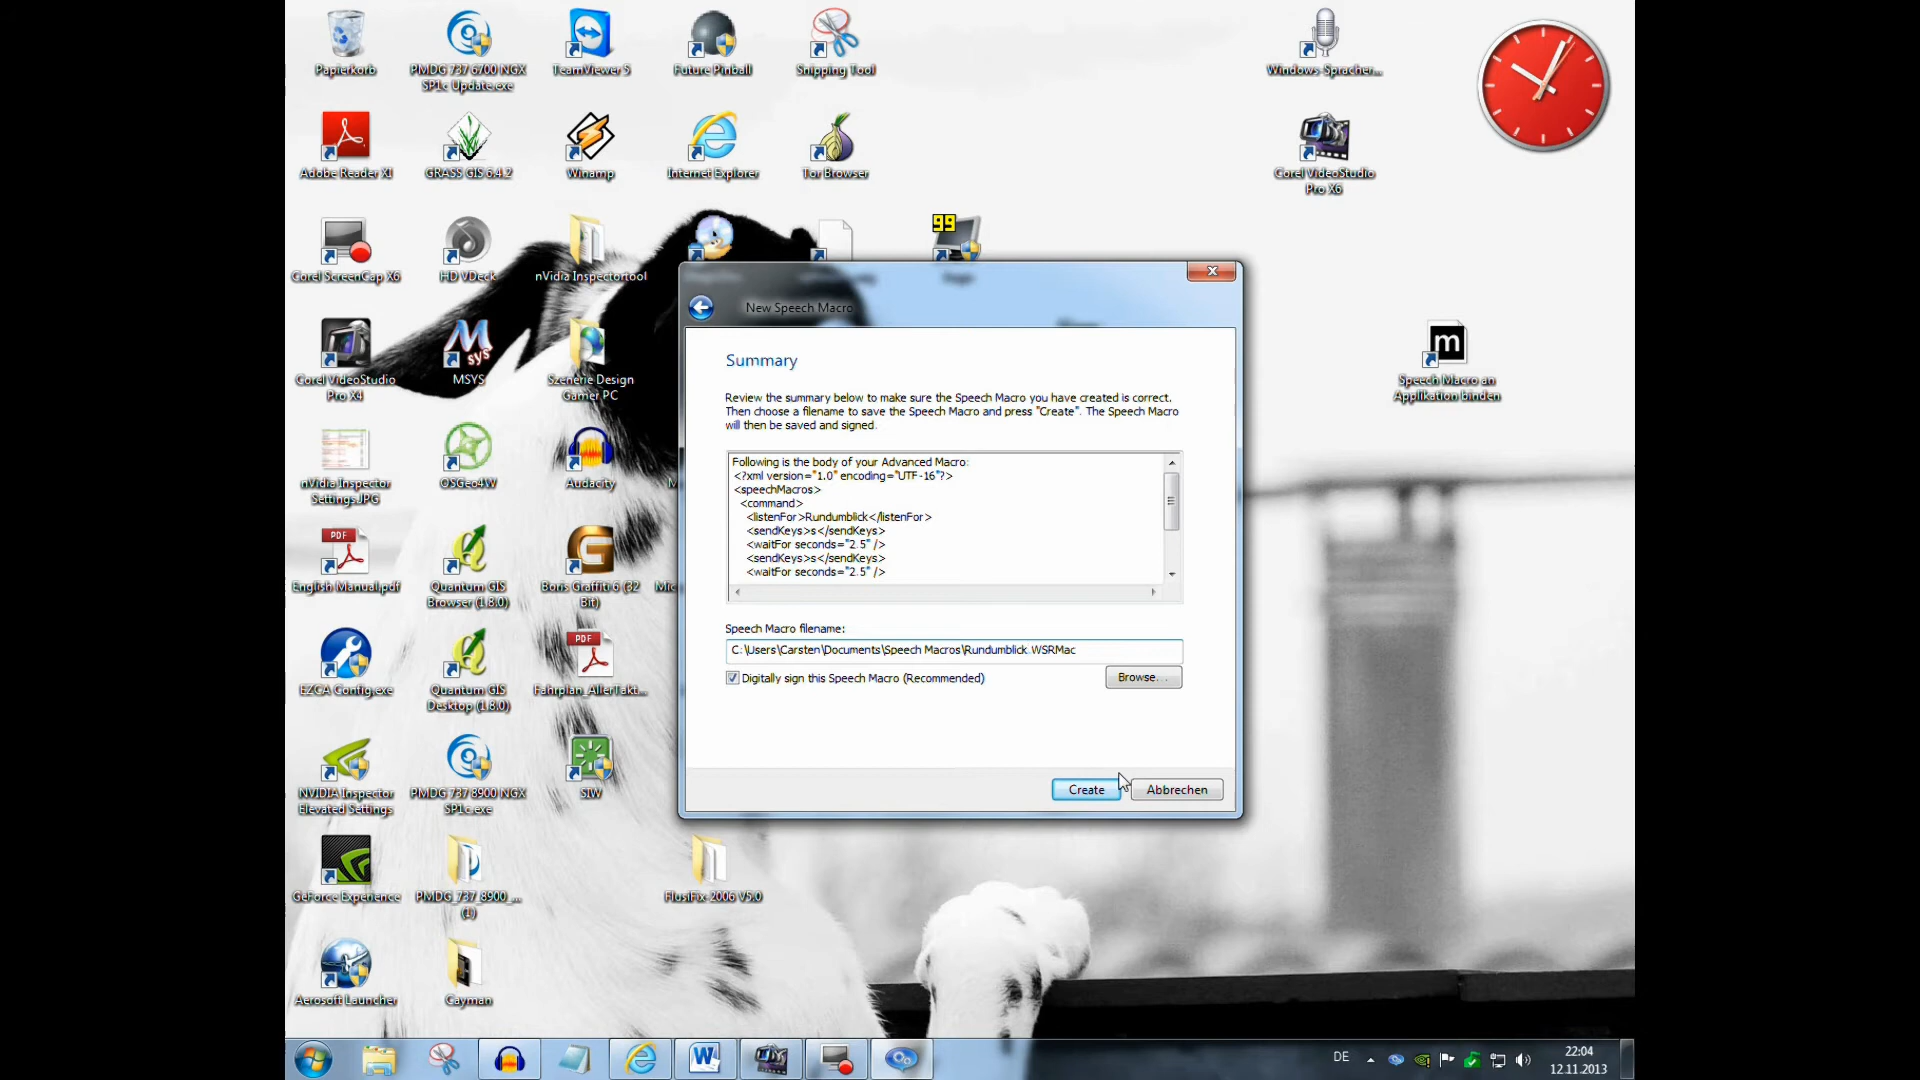 Papierkorb
PMDG 737 6700 NGX
SP1c Update.exe
TeamViewer 5
Future Pinball
Snipping Tool
Windows-Spracher...
Adobe Reader XI
GRASS GIS 6.4.2
Winamp
Internet Explorer
Tor Browser
Corel VideoStudio
Pro X6
99
Corel ScreenCap X6
HD VDeck
nVidia Inspectortool
New Speech Macro
Corel VideoStudio
Pro X4
MSYS
Szenerie Design
Gamer PC
Speech Macro an
Applikation binden
Summary
Review the summary below to make sure the Speech Macro you have created is correct.
Then choose a filename to save the Speech Macro and press "Create". The Speech Macro
will then be saved and signed.
Following is the body of your Advanced Macro:
<?xml version="1.0" encoding="UTF-16"?>
<speechMacros>
<command>
<listenFor>Rundumblick</listenFor>
<sendKeys>s</sendKeys>
<waitFor seconds="2.5" />
<sendKeys>s</sendKeys>
<waitFor seconds="2.5" />
nVidia Inspector
Settings.JPG
OSGeo4W
Audacity
English Manual.pdf
Quantum GIS
Browser (1.8.0)
Boris Graffiti 6 (32
Bit)
Speech Macro filename:
C:\Users\Carsten\Documents\Speech Macros\Rundumblick.WSRMac
Digitally sign this Speech Macro (Recommended)
Browse...
EZCA Config.exe
Quantum GIS
Desktop (1.8.0)
Fahrplan_AllerTakt...
NVIDIA Inspector
Elevated Settings
PMDG 737 8900 NGX
SP1c.exe
SIW
Create
Abbrechen
GeForce Experience
PMDG_737_8900_...
(1)
FlusiFix 2006 V5.0
Aerosoft Launcher
Cayman
DE
22:04
12.11.2013